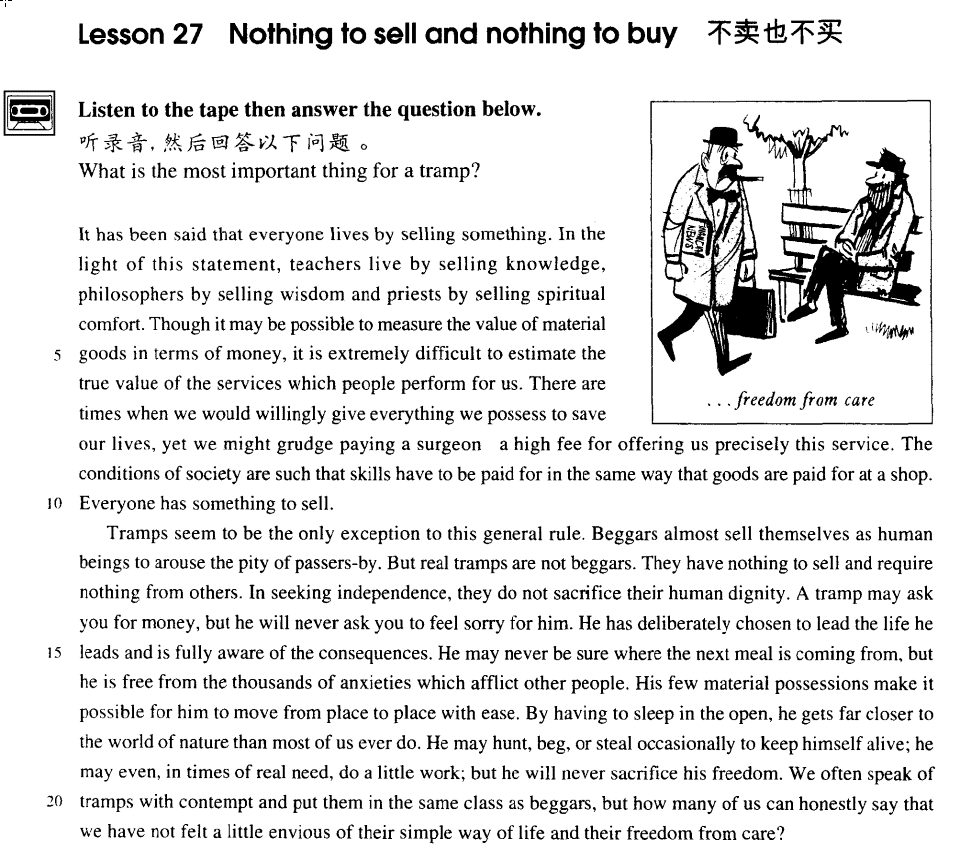 Lesson 27 Nothing to sell and nothing to buy 不卖也不买
Listen to the tape then answer the question below.
听录音，然后回答以下问题。
What is the most important thing for a tramp?
It has been said that everyone lives by selling something. In the
light of this statement, teachers live by selling knowledge,
philosophers by selling wisdom and priests by selling spiritual
comfort. Though it may be possible to measure the value of material
5 goods in terms of money, it is extremely difficult to estimate the
true value of the services which people perform for us. There are
times when we would willingly give everything we possess to save
our lives, yet we might grudge paying a surgeon a high fee for offering us precisely this service. The
conditions of society are such that skills have to be paid for in the same way that goods are paid for at a shop.
10 Everyone has something to sell.
Tramps seem to be the only exception to this general rule. Beggars almost sell themselves as human
beings to arouse the pity of passers-by. But real tramps are not beggars. They have nothing to sell and require
nothing from others. In seeking independence, they do not sacrifice their human dignity. A tramp may ask
you for money, but he will never ask you to feel sorry for him. He has deliberately chosen to lead the life he
15 leads and is fully aware of the consequences. He may never be sure where the next meal is coming from, but
he is free from the thousands of anxieties which afflict other people. His few material possessions make it
possible for him to move from place to place with ease. By having to sleep in the open, he gets far closer to
the world of nature than most of us ever do. He may hunt, beg, or steal occasionally to keep himself alive; he
may even, in times of real need, do a little work; but he will never sacrifice his freedom. We often speak of
20 tramps with contempt and put them in the same class as beggars, but how many of us can honestly say that
we have not felt a little envious of their simple way of life and their freedom from care?
FINANCIAL
NEWS
. . . freedom from care